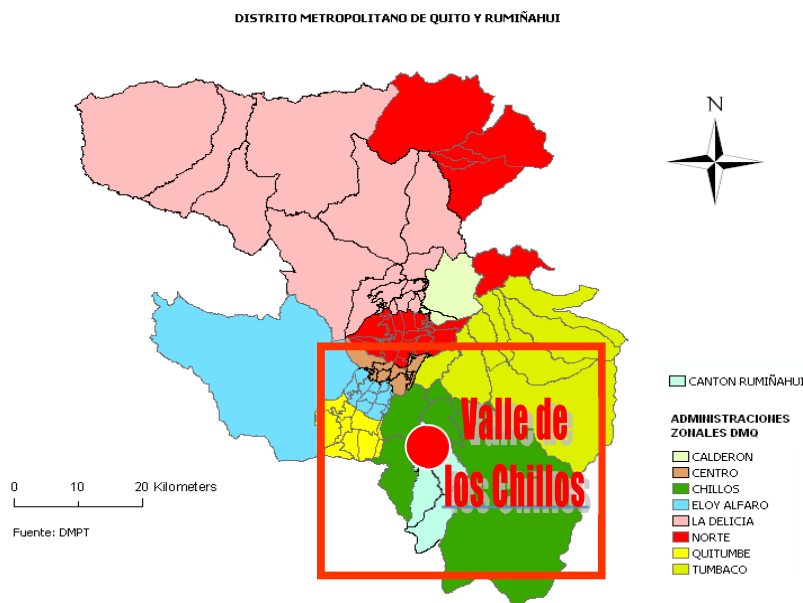 DISTRITO METROPOLITANO DE QUITO Y RUMIÑAHUI
N
Valle de
los Chillos
CANTON RUMIÑAHUI
ADMINISTRACIONES
ZONALES DMQ
CALDERON
CENTRO
CHILLOS
ELOY ALFARO
LA DELICIA
NORTE
QUITUMBE
TUMBACO
0 10 20 Kilometers
Fuente: DMPT